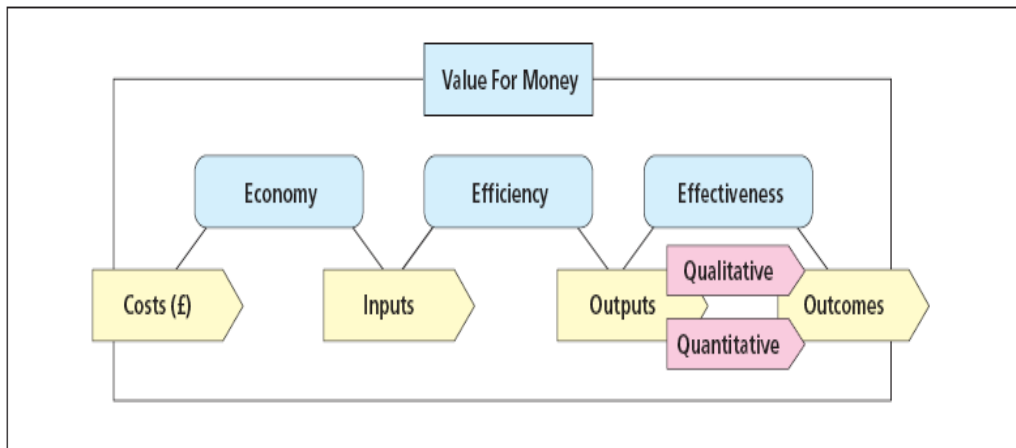 Value For Money
Economy
Efficiency
Effectiveness
Costs (£)
Inputs
Outputs
Qualitative
Quantitative
Outcomes